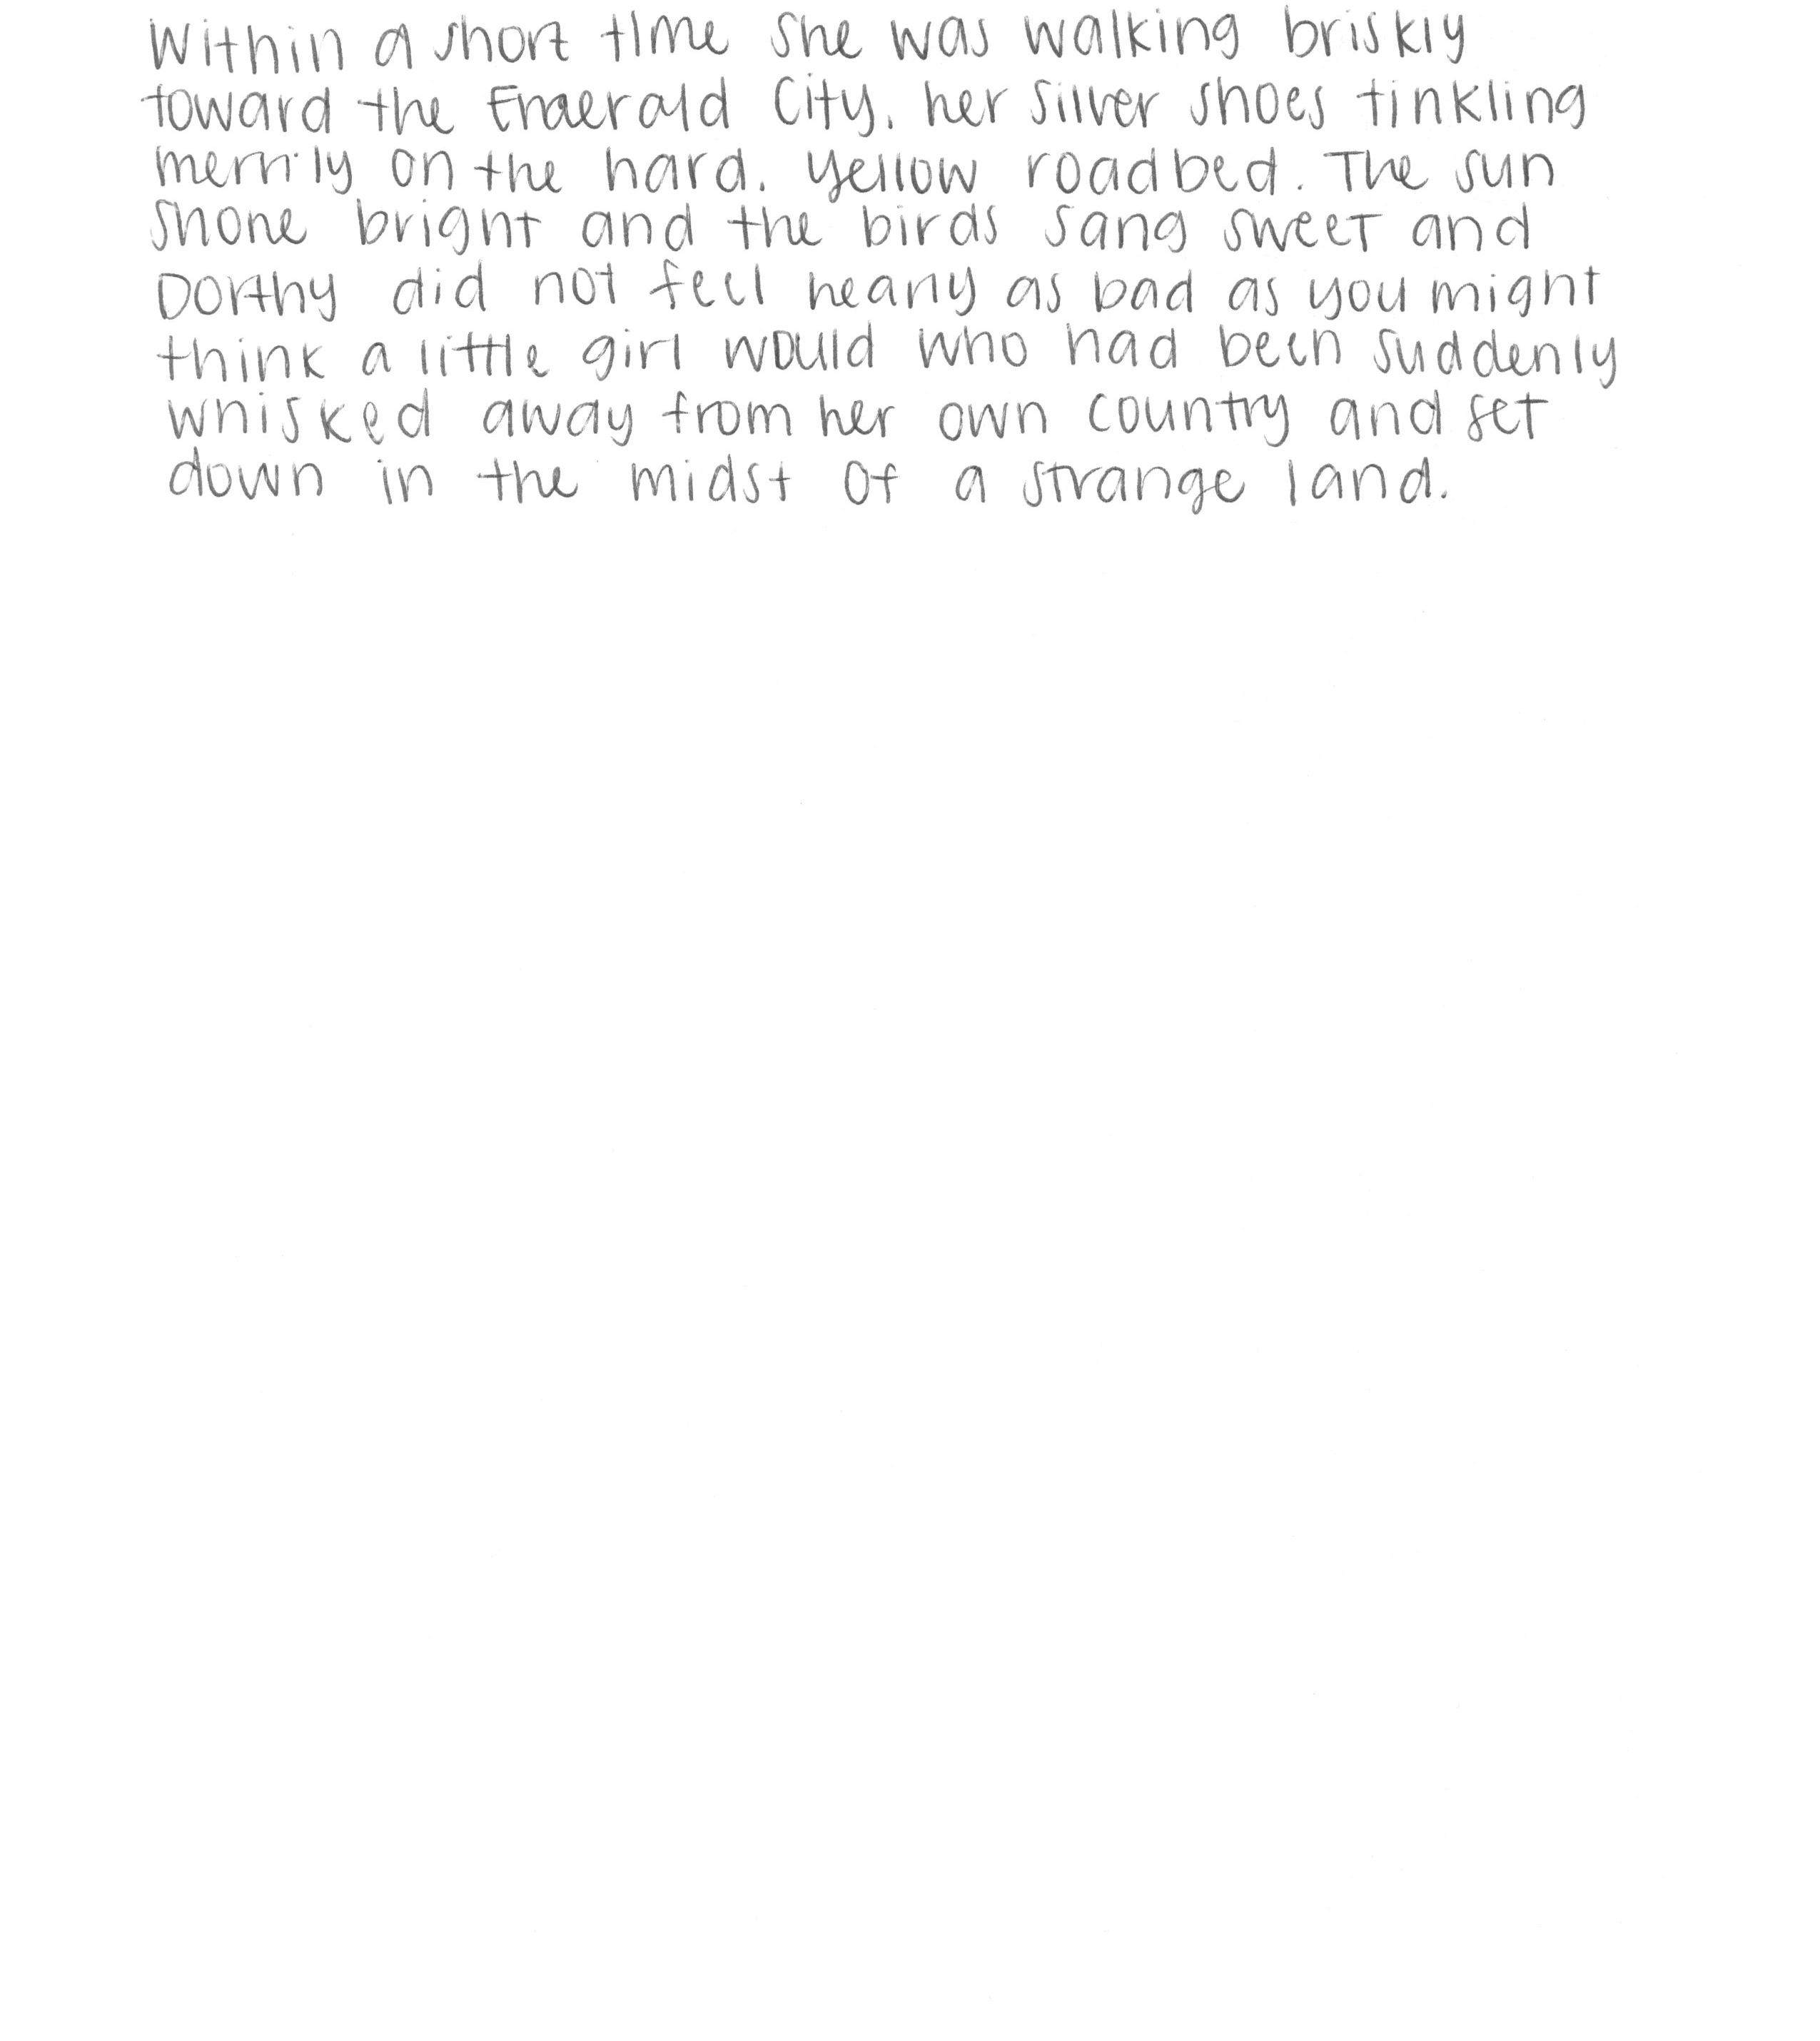 Within a short time she was walking briskly
toward the Emaerald City, her silver shoes tinkling
merrily on the hard, yellow roadbed. The sun
shone bright and the birds sang sweet and
Dorthy did not feel nearly as bad as you might
think a little girl would who had been suddenly
whisked away from her own country and set
down in the midst of a strange land.